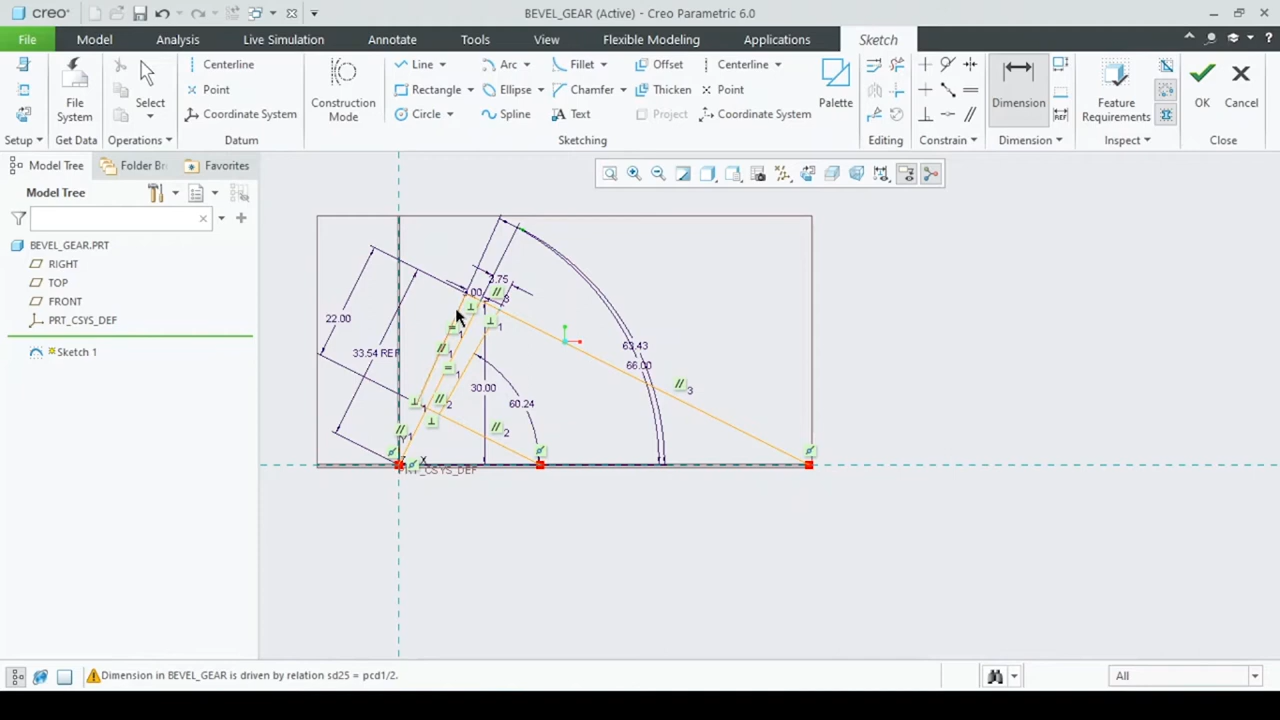 creo
BEVEL_GEAR (Active) - Creo Parametric 6.0
File Model Analysis Live Simulation Annotate Tools View Flexible Modeling Applications Sketch
Centerline
Point
Coordinate System
Line Arc Fillet Offset Centerline
Rectangle Ellipse Chamfer Thicken Point
Circle Spline Text Project Coordinate System
File System
Select
Construction Mode
Palette
Dimension
Feature Requirements
OK Cancel
Setup Get Data Operations Datum Sketching Editing Constrain Dimension Inspect Close
Model Tree Folder Br Favorites
Model Tree
BEVEL_GEAR.PRT
RIGHT
TOP
FRONT
PRT_CSYS_DEF
Sketch 1
3.75
22.00
33.54 REF
63.43
66.00
30.00
60.24
X
Dimension in BEVEL_GEAR is driven by relation sd25 = pcd1/2.
All